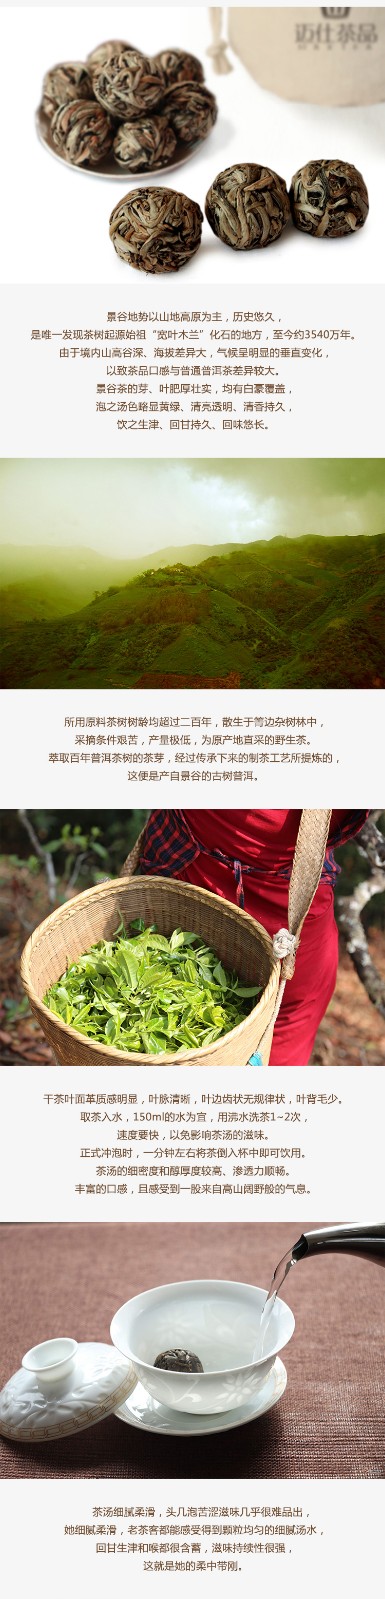 迈仕茶品
景谷地势以山地高原为主，历史悠久，
是唯一发现茶树起源始祖“宽叶木兰”化石的地方，至今约3540万年。
由于境内山高谷深、海拔差异大，气候呈明显的垂直变化，
以致茶品口感与普通普洱茶差异较大。
景谷茶的芽、叶肥厚壮实，均有白豪覆盖，
泡之汤色略显黄绿、清亮透明、清香持久，
饮之生津、回甘持久、回味悠长。
所用原料茶树树龄均超过二百年，散生于箐边杂树林中，
采摘条件艰苦，产量极低，为原产地直采的野生茶。
萃取百年普洱茶树的茶芽，经过传承下来的制茶工艺所提炼的，
这便是产自景谷的古树普洱。
干茶叶面革质感明显，叶脉清晰，叶边齿状无规律状，叶背毛少。
取茶入水，150ml的水为宜，用沸水洗茶1~2次，
速度要快，以免影响茶汤的滋味。
正式冲泡时，一分钟左右将茶倒入杯中即可饮用。
茶汤的细密度和醇厚度较高、渗透力顺畅。
丰富的口感，且感受到一股来自高山阔野般的气息。
茶汤细腻柔滑，头几泡苦涩滋味几乎很难品出，
她细腻柔滑，老茶客都能感受得到颗粒均匀的细腻汤水，
回甘生津和喉都很含蓄，滋味持续性很强，
这就是她的柔中带刚。